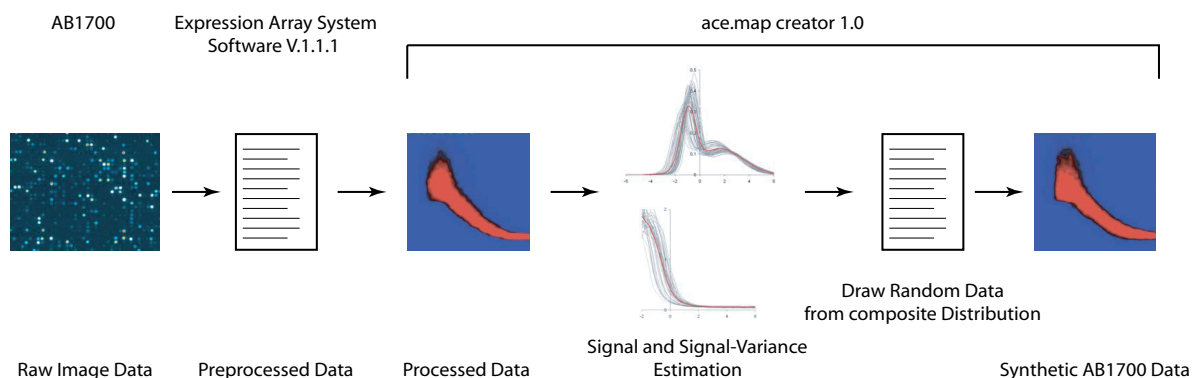 AB1700
Expression Array System
Software V.1.1.1
ace.map creator 1.0
Draw Random Data
from composite Distribution
Signal and Signal-Variance
Estimation
Raw Image Data
Preprocessed Data
Processed Data
Synthetic AB1700 Data